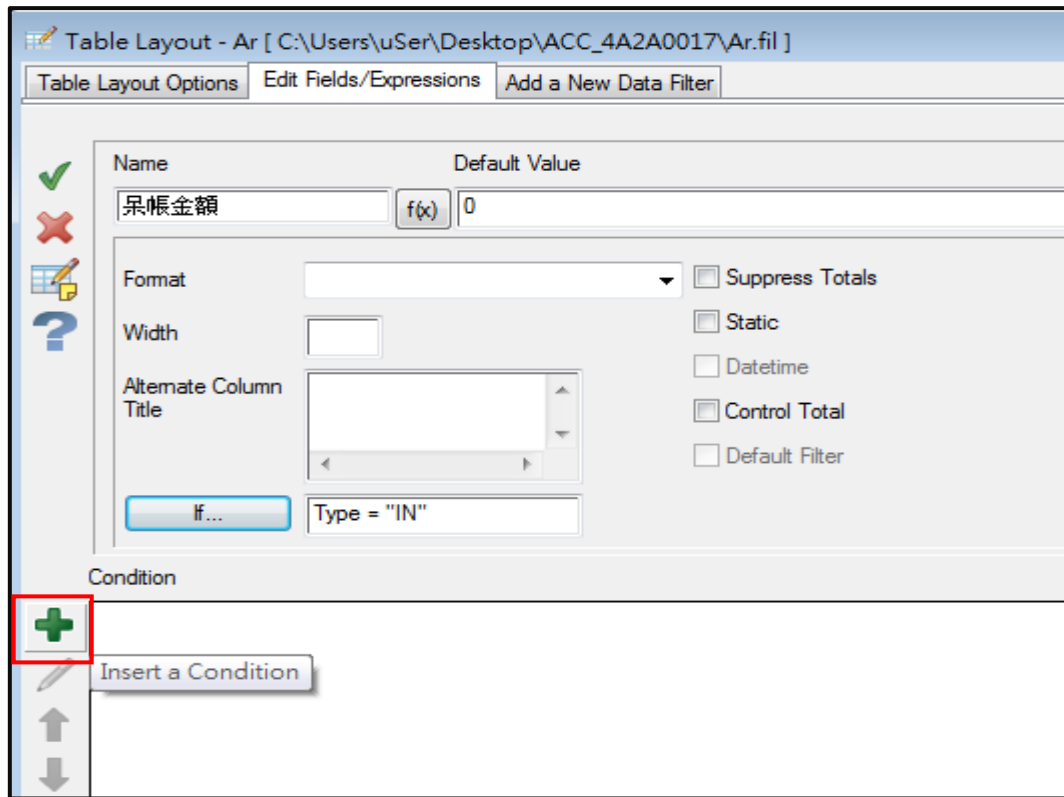 Table Layout - Ar [ C:\Users\uSer\Desktop\ACC_4A2A0017\Ar.fil ]
Table Layout Options Edit Fields/Expressions Add a New Data Filter
Name Default Value
呆帳金額 f(x) 0
Format Suppress Totals
Width Static
Datetime
Alternate Column
Title
Control Total
Default Filter
If... Type = "IN"
Condition
Insert a Condition